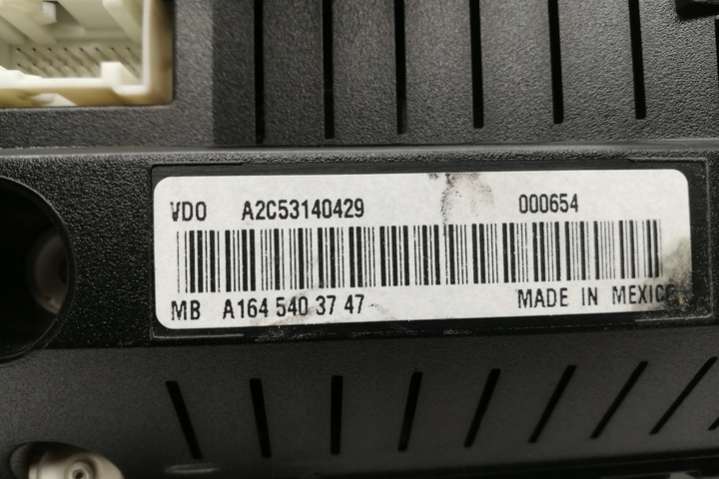 VDO A2C53140429 000654
MB A164 540 37 47 MADE IN MEXICO